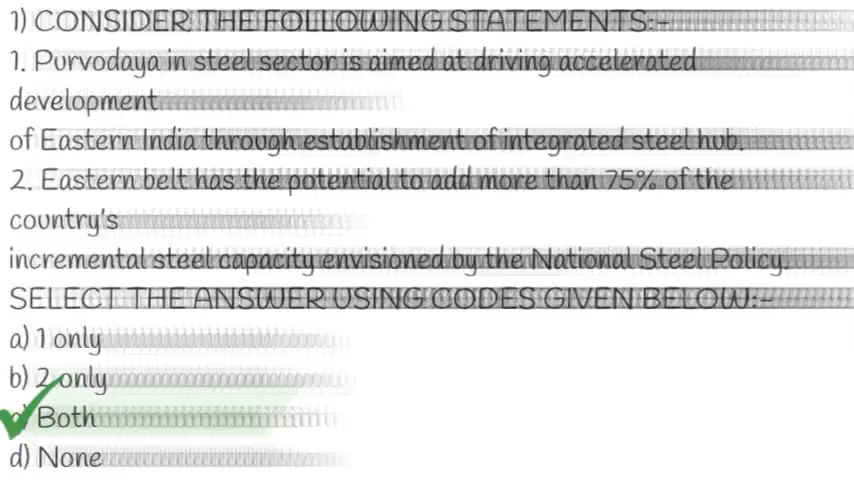 1) CONSIDER THE FOLLOWING STATEMENTS:-
1. Purvodaya in steel sector is aimed at driving accelerated
development
of Eastern India through establishment of integrated steel hub.
2. Eastern belt has the potential to add more than 75% of the
country's
incremental steel capacity envisioned by the National Steel Policy.
SELECT THE ANSWER USING CODES GIVEN BELOW:-
a) 1 only
b) 2 only
c) Both
d) None